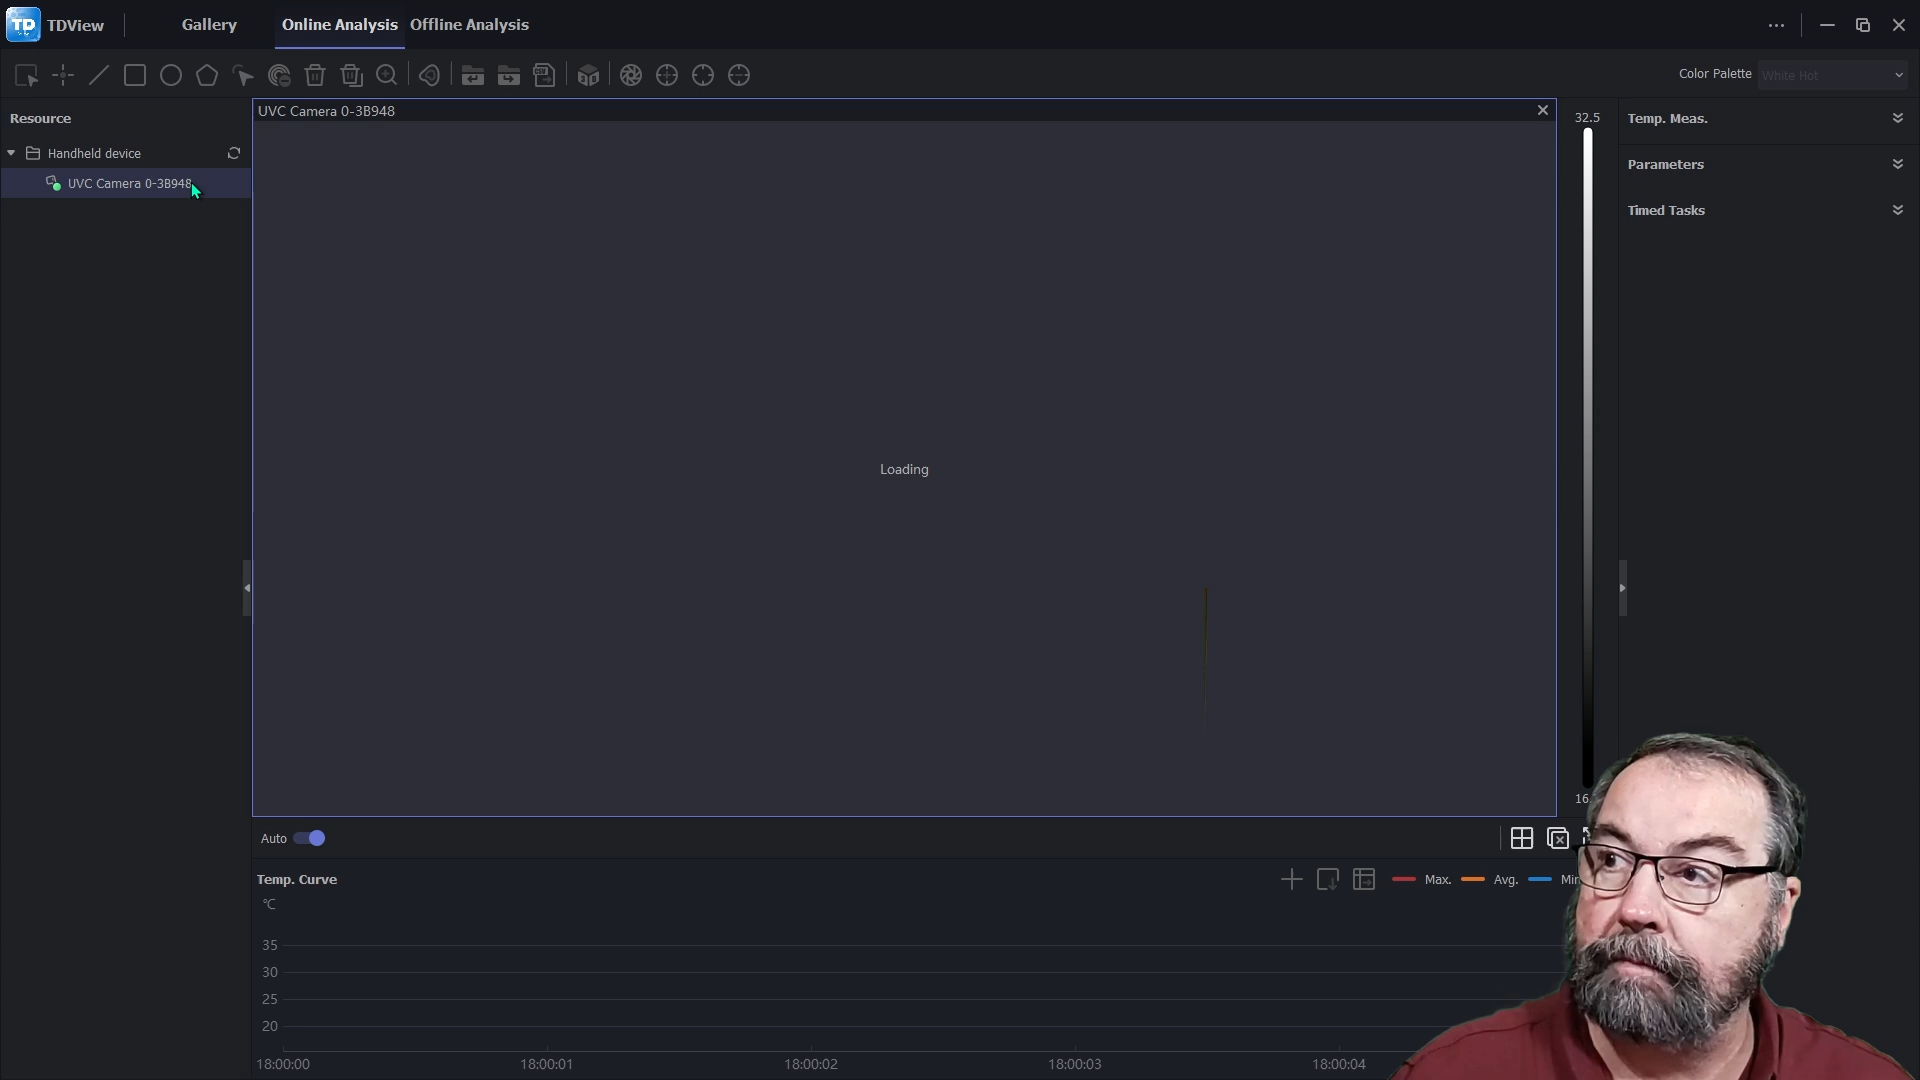 TD TDView
Gallery
Online Analysis
Offline Analysis
Color Palette
White Hot
Resource
Handheld device
UVC Camera 0-3B948
UVC Camera 0-3B948
Loading
32.5
16
Temp. Meas.
Parameters
Timed Tasks
Auto
Temp. Curve
Max.
Avg.
°C
35
30
25
20
18:00:00
18:00:01
18:00:02
18:00:03
18:00:04